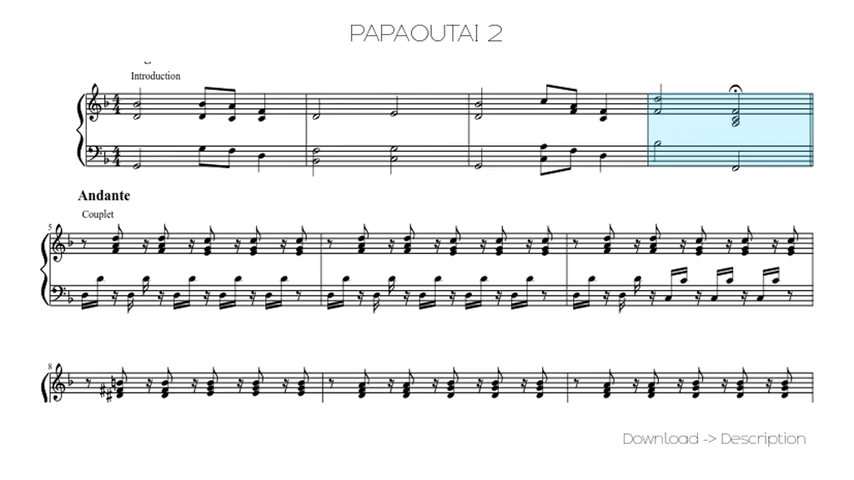 PAPAOUTAI 2
Introduction
Andante
Couplet
5
8
Download -> Description